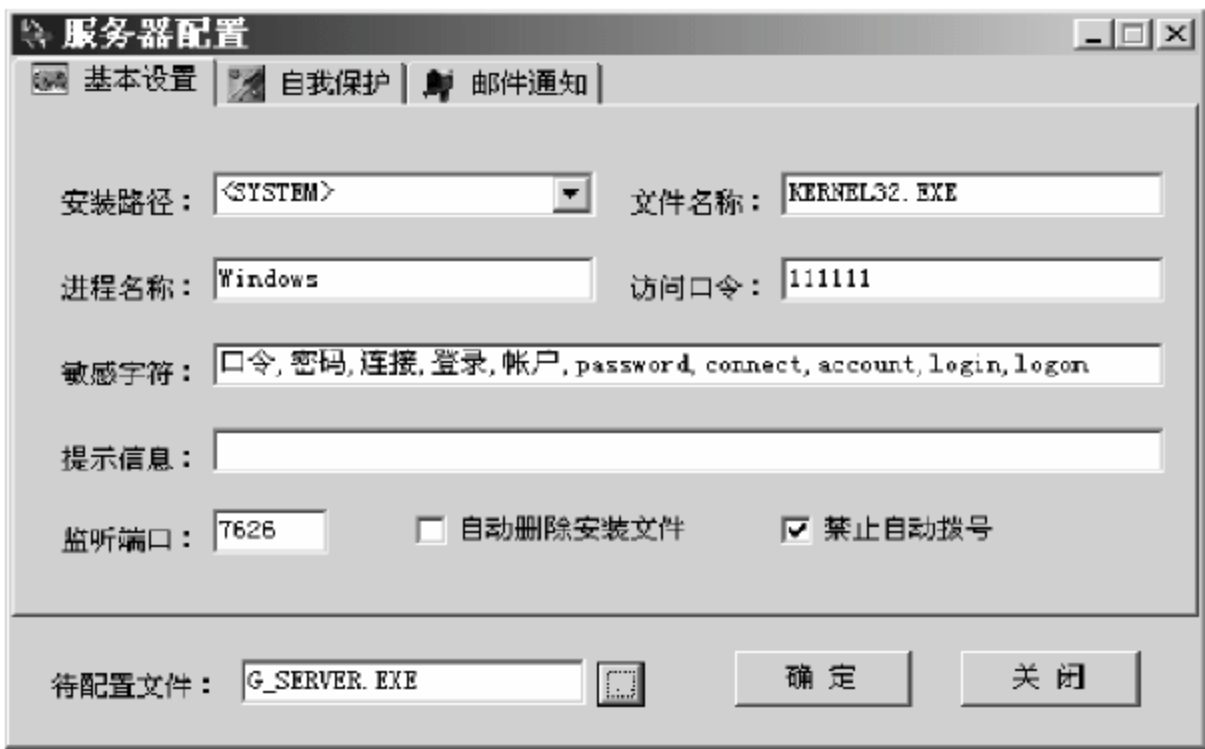 服务器配置
基本设置 自我保护 邮件通知
安装路径： <SYSTEM> 文件名称： KERNEL32.EXE
进程名称： Windows 访问口令： 111111
敏感字符： 口令,密码,连接,登录,帐户,password,connect,account,login,logon
提示信息：
监听端口： 7626 自动删除安装文件 禁止自动拨号
待配置文件： G_SERVER.EXE ... 确 定 关 闭